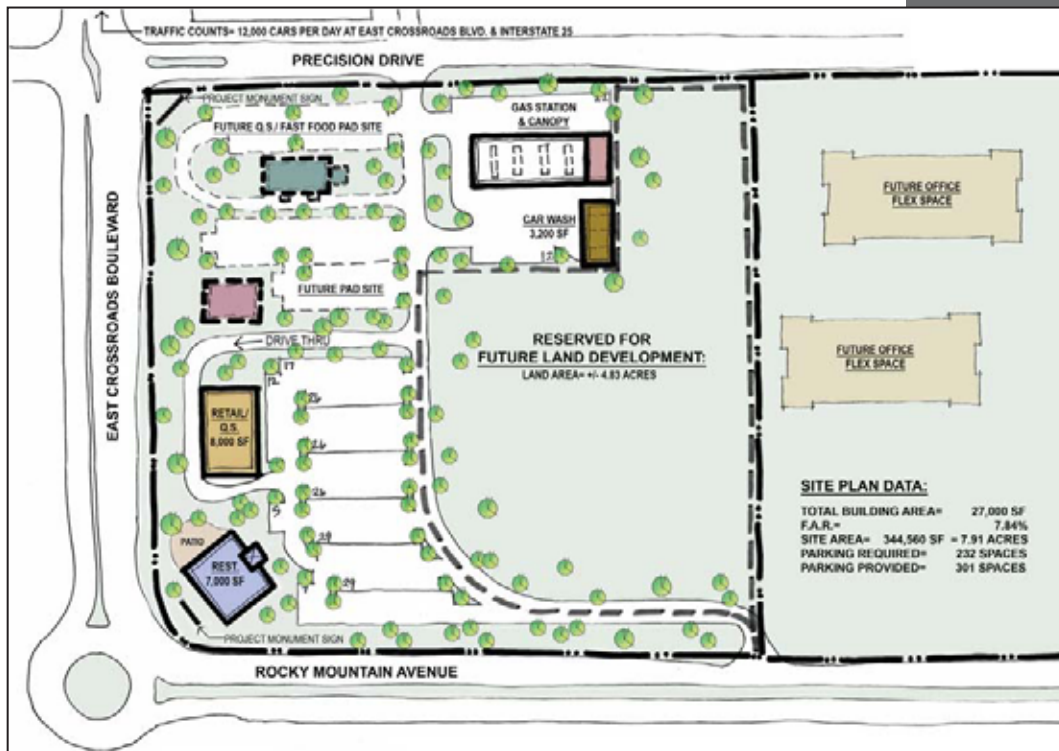 TRAFFIC COUNTS= 12,000 CARS PER DAY AT EAST CROSSROADS BLVD. & INTERSTATE 25
PRECISION DRIVE
PROJECT MONUMENT SIGN
FUTURE Q.S./ FAST FOOD PAD SITE
GAS STATION
& CANOPY
CAR WASH
3,200 SF
FUTURE OFFICE
FLEX SPACE
EAST CROSSROADS BOULEVARD
FUTURE PAD SITE
DRIVE THRU
RESERVED FOR
FUTURE LAND DEVELOPMENT:
LAND AREA= +/- 4.83 ACRES
FUTURE OFFICE
FLEX SPACE
17
12
RETAIL/
Q.S.
8,000 SF
26
26
PATIO
REST.
7,000 SF
PROJECT MONUMENT SIGN
ROCKY MOUNTAIN AVENUE
SITE PLAN DATA:
TOTAL BUILDING AREA= 27,000 SF
F.A.R.= 7.84%
SITE AREA= 344,560 SF = 7.91 ACRES
PARKING REQUIRED= 232 SPACES
PARKING PROVIDED= 301 SPACES